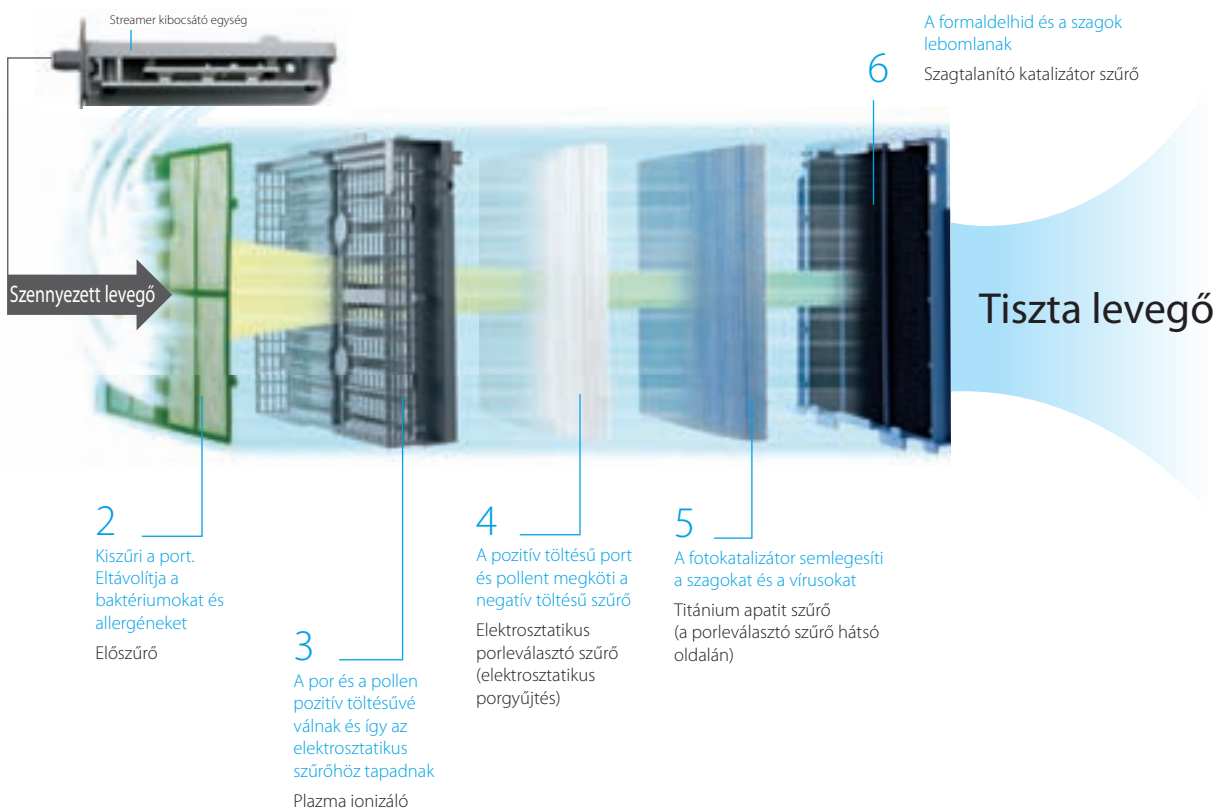 Streamer kibocsátó egység
A formaldelhid és a szagok
lebomlanak
6
Szagtalanító katalizátor szűrő
Szennyezett levegő
Tiszta levegő
2
Kiszűri a port.
Eltávolítja a
baktériumokat és
allergéneket
Előszűrő
3
A por és a pollen
pozitív töltésűvé
válnak és így az
elektrosztatikus
szűrőhöz tapadnak
Plazma ionizáló
4
A pozitív töltésű port
és pollent megköti a
negatív töltésű szűrő
Elektrosztatikus
porleválasztó szűrő
(elektrosztatikus
porgyűjtés)
5
A fotokatalizátor semlegesíti
a szagokat és a vírusokat
Titánium apatit szűrő
(a porleválasztó szűrő hátsó
oldalán)